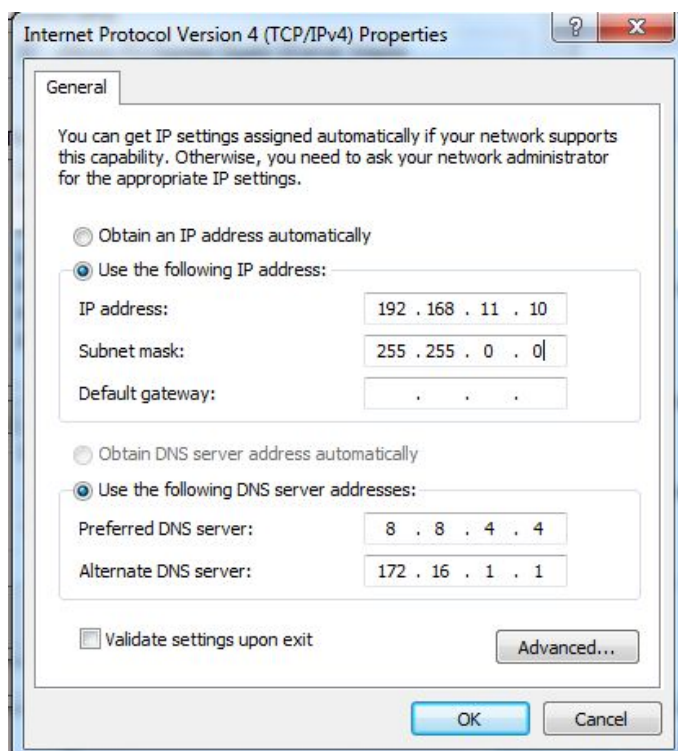 Internet Protocol Version 4 (TCP/IPv4) Properties
General
You can get IP settings assigned automatically if your network supports
this capability. Otherwise, you need to ask your network administrator
for the appropriate IP settings.
Obtain an IP address automatically
Use the following IP address:
IP address: 192 . 168 . 11 . 10
Subnet mask: 255 . 255 . 0 . 0
Default gateway: . . .
Obtain DNS server address automatically
Use the following DNS server addresses:
Preferred DNS server: 8 . 8 . 4 . 4
Alternate DNS server: 172 . 16 . 1 . 1
Validate settings upon exit
Advanced...
OK Cancel